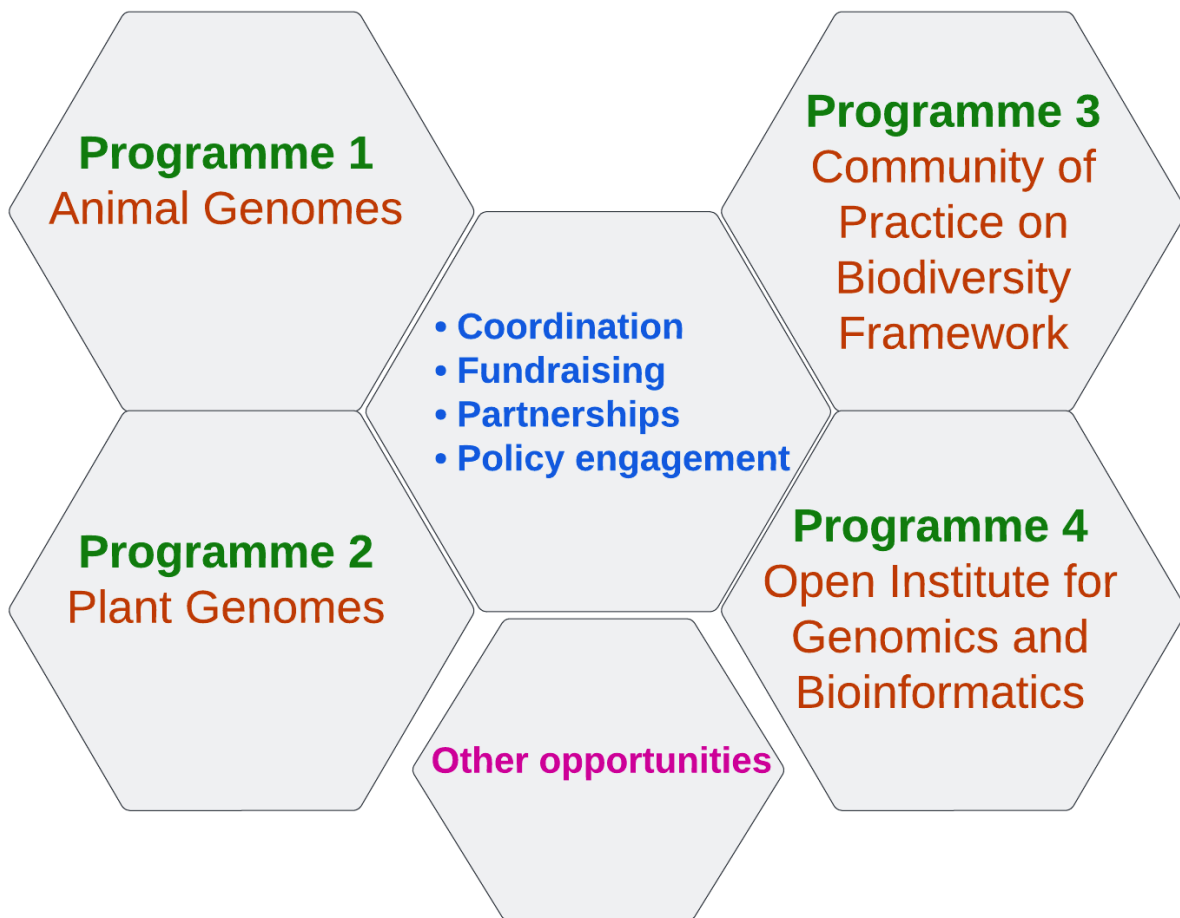 Programme 1
Animal Genomes
Programme 2
Plant Genomes
• Coordination
• Fundraising
• Partnerships
• Policy engagement
Other opportunities
Programme 3
Community of
Practice on
Biodiversity
Framework
Programme 4
Open Institute for
Genomics and
Bioinformatics